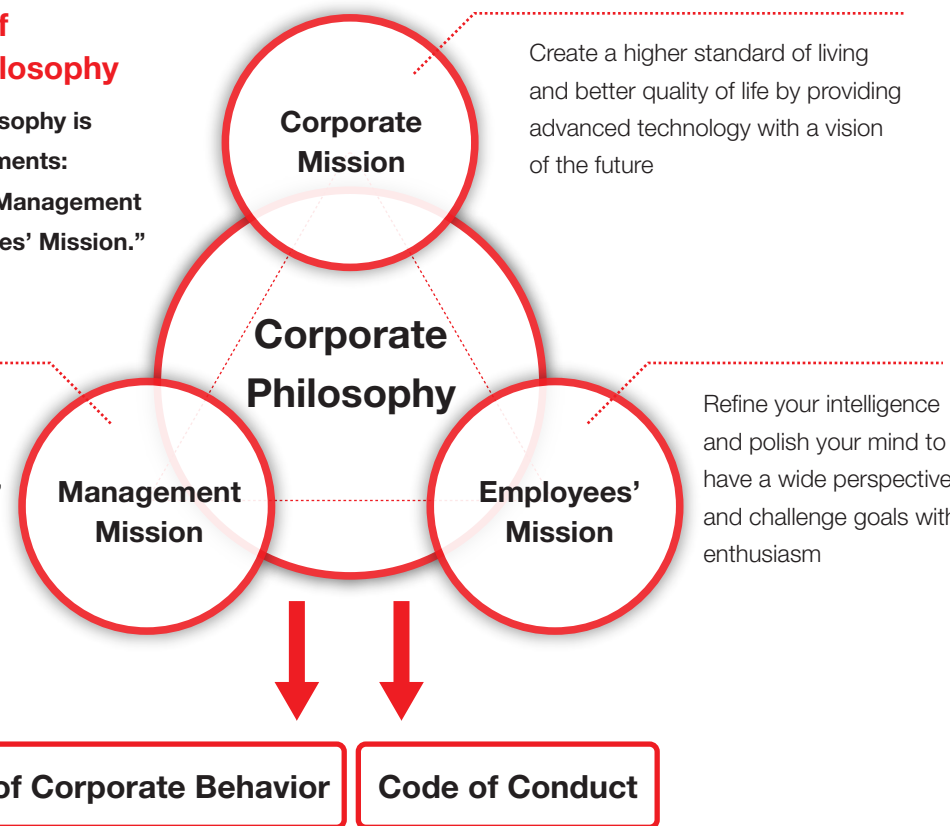 f
losophy
sophy is
ments:
Management
es’ Mission.”
Corporate
Mission
Create a higher standard of living
and better quality of life by providing
advanced technology with a vision
of the future
Corporate
Philosophy
Management
Mission
Employees’
Mission
Refine your intelligence
and polish your mind to
have a wide perspective
and challenge goals with
enthusiasm
of Corporate Behavior
Code of Conduct